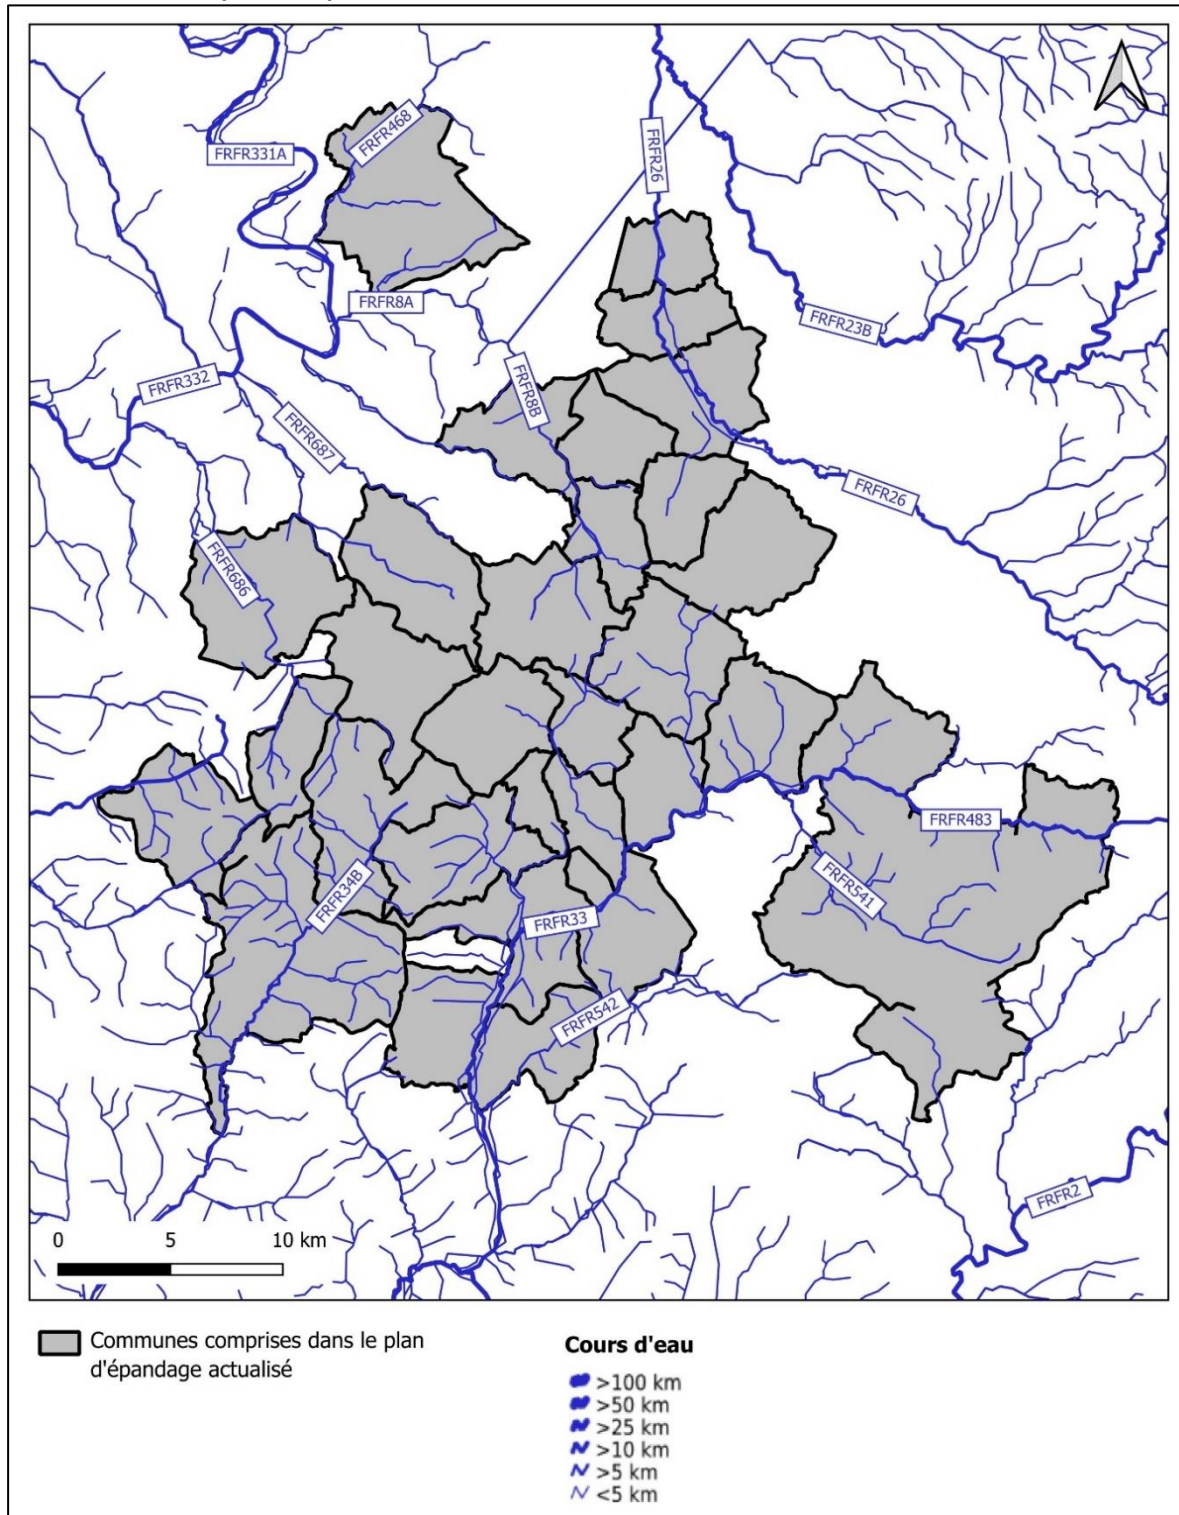 FRFR468
FRFR331A
FRFR26
FRFR8A
FRFR23B
FRFR332
FRFR8B
FRFR687
FRFR26
FRFR686
FRFR483
FRFR541
FRFR34B
FRFR33
FRFR542
FRFR2
0 5 10 km
Communes comprises dans le plan
d'épandage actualisé
Cours d'eau
>100 km
>50 km
>25 km
>10 km
>5 km
<5 km